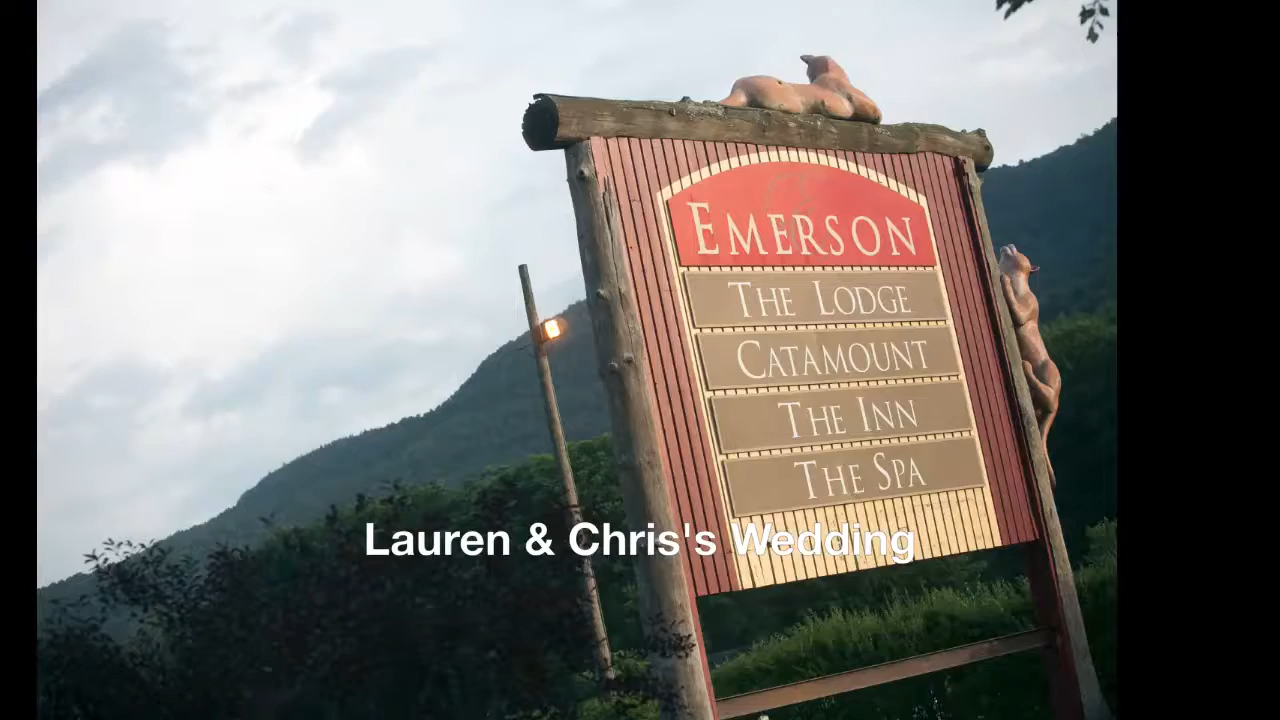 EMERSON
THE LODGE
CATAMOUNT
THE INN
THE SPA
Lauren & Chris's Wedding